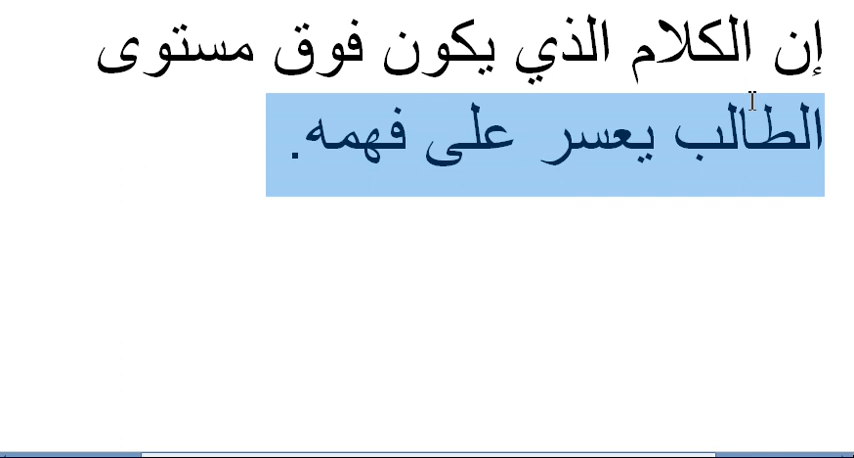 إن الكلام الذي يكون فوق مستوى
الطالب يعسر على فهمه.